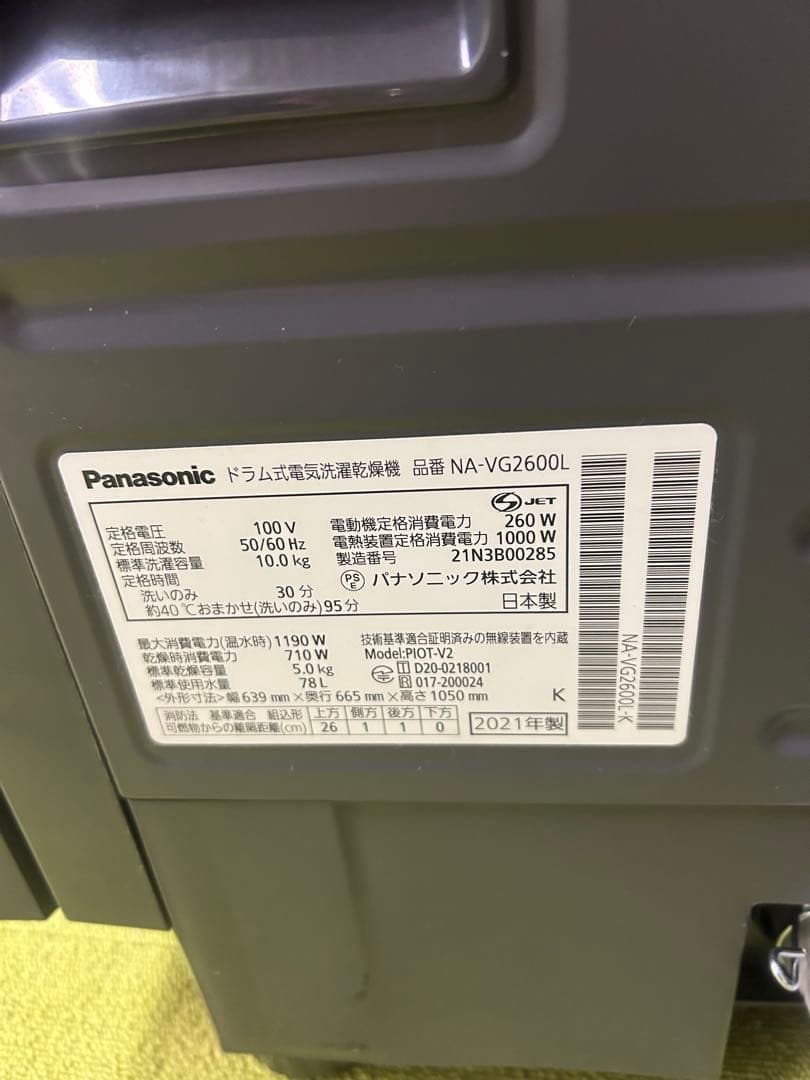 Panasonic ドラム式電気洗濯乾燥機 品番 NA-VG2600L
JET
定格電圧 100 V 電動機定格消費電力 260 W
定格周波数 50/60 Hz 電熱装置定格消費電力 1000 W
標準洗濯容量 10.0 kg 製造番号 21N3B00285
定格時間
洗いのみ 30 分 PSE パナソニック株式会社
約40 ℃おまかせ(洗いのみ) 95 分 日本製
最大消費電力(温水時) 1190 W 技術基準適合証明済みの無線装置を内蔵
乾燥時消費電力 710 W Model:PIOT-V2
標準乾燥容量 5.0 kg T D20-0218001
標準使用水量 78 L R 017-200024
<外形寸法> 幅 639 mm × 奥行 665 mm × 高さ 1050 mm K
消防法 基準適合 組込形 上方 側方 後方 下方
可燃物からの離隔距離(cm) 26 1 1 0 2021年製
NA-VG2600L-K